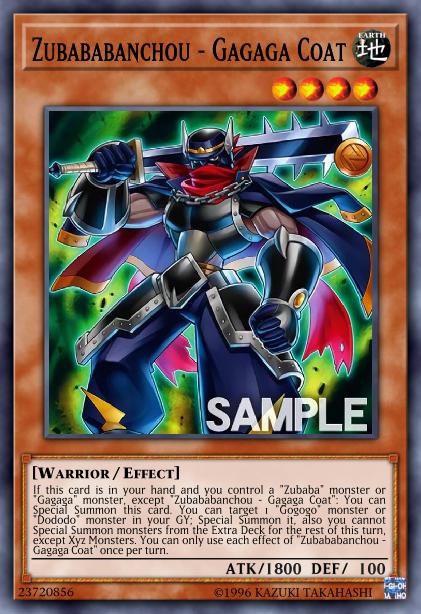 Zubababanchou - Gagaga Coat
EARTH
地
SAMPLE
[Warrior / Effect]
If this card is in your hand and you control a "Zubaba" monster or
"Gagaga" monster, except "Zubababanchou - Gagaga Coat": You can
Special Summon this card. You can target 1 "Gogogo" monster or
"Dododo" monster in your GY; Special Summon it, also you cannot
Special Summon monsters from the Extra Deck for the rest of this turn,
except Xyz Monsters. You can only use each effect of "Zubababanchou -
Gagaga Coat" once per turn.
ATK/1800 DEF/ 100
23720856
©1996 KAZUKI TAKAHASHI